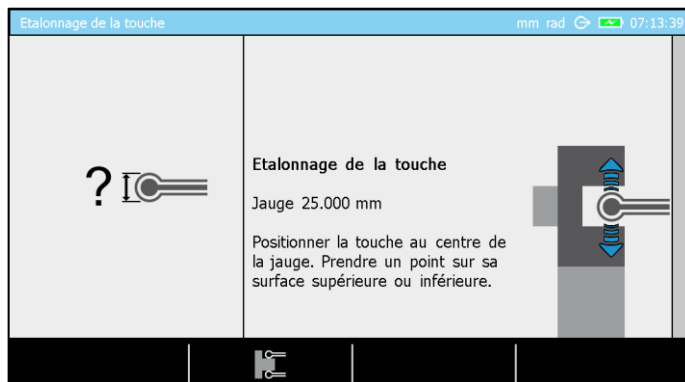 Etalonnage de la touche
mm rad 07:13:39
?
Etalonnage de la touche
Jauge 25.000 mm
Positionner la touche au centre de
la jauge. Prendre un point sur sa
surface supérieure ou inférieure.